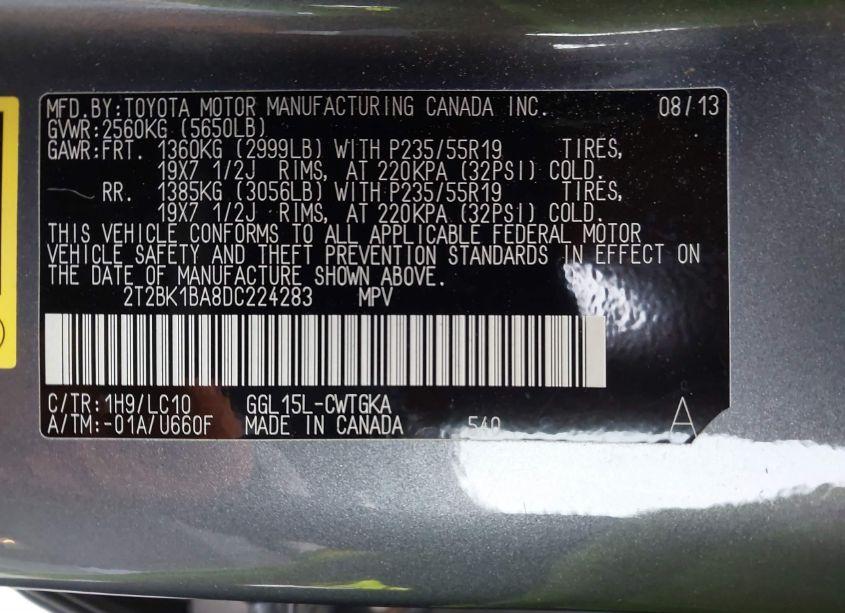 MFD.BY:TOYOTA MOTOR MANUFACTURING CANADA INC. 08/13
GVWR:2560KG (5650LB)
GAWR:FRT. 1360KG (2999LB) WITH P235/55R19 TIRES,
19X7 1/2J RIMS, AT 220KPA (32PSI) COLD.
RR. 1385KG (3056LB) WITH P235/55R19 TIRES,
19X7 1/2J RIMS, AT 220KPA (32PSI) COLD.
THIS VEHICLE CONFORMS TO ALL APPLICABLE FEDERAL MOTOR
VEHICLE SAFETY AND THEFT PREVENTION STANDARDS IN EFFECT ON
THE DATE OF MANUFACTURE SHOWN ABOVE.
2T2BK1BA8DC224283 MPV
C/TR:1H9/LC10 GGL15L-CWTGKA
A/TM:-01A/U660F MADE IN CANADA 540
A